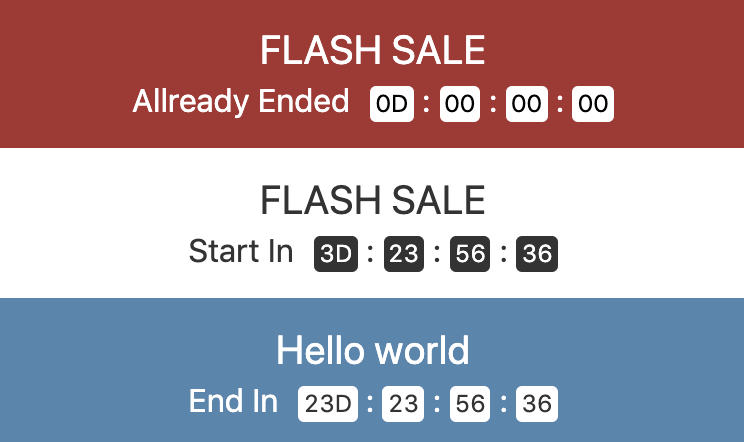 FLASH SALE
Allready Ended 0D : 00 : 00 : 00
FLASH SALE
Start In 3D : 23 : 56 : 36
Hello world
End In 23D : 23 : 56 : 36